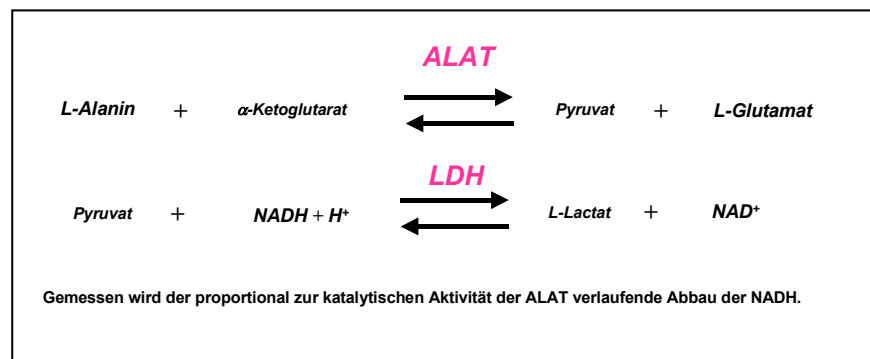 ALAT
L-Alanin + α-Ketoglutarat Pyruvat + L-Glutamat
LDH
Pyruvat + NADH + H⁺ L-Lactat + NAD⁺
Gemessen wird der proportional zur katalytischen Aktivität der ALAT verlaufende Abbau der NADH.